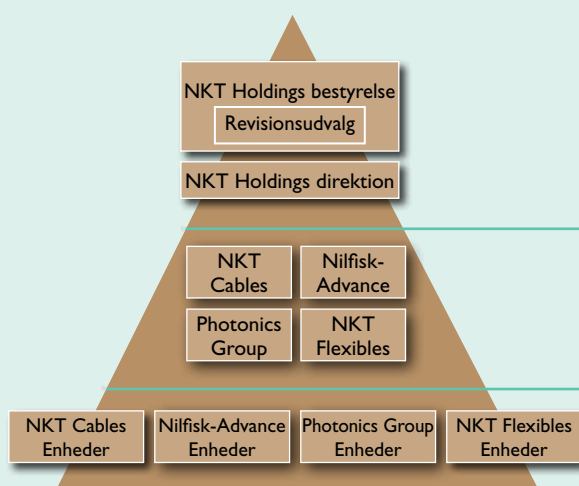 NKT Holdings bestyrelse
Revisionsudvalg
NKT Holdings direktion
NKT
Cables
Nilfisk-
Advance
Photonics
Group
NKT
Flexibles
NKT Cables
Enheder
Nilfisk-Advance
Enheder
Photonics Group
Enheder
NKT Flexibles
Enheder